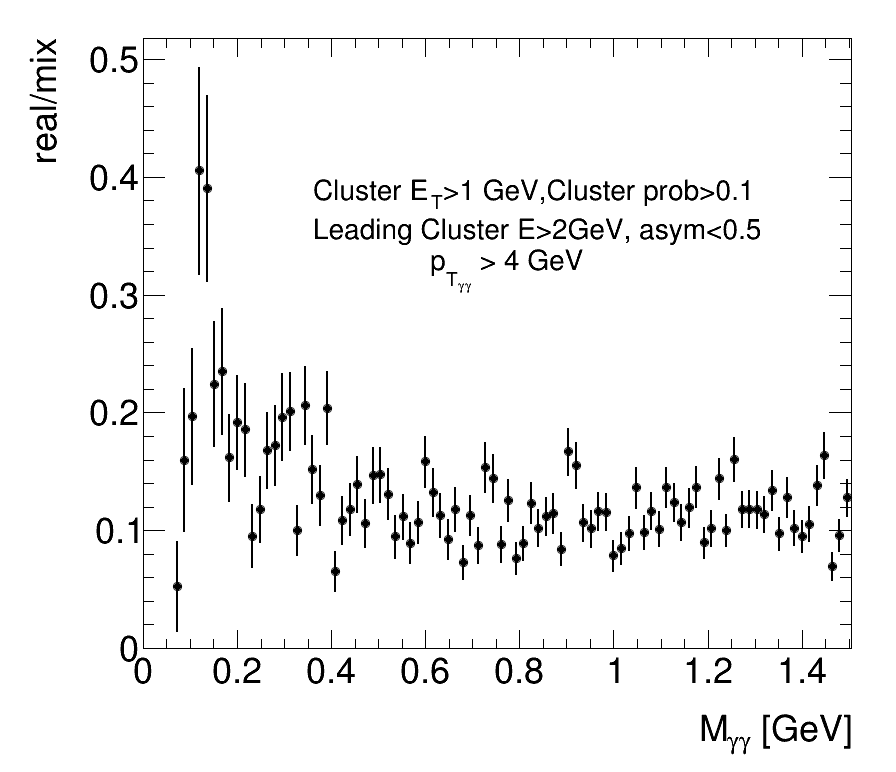 real/mix
0.5
0.4
0.3
0.2
0.1
0
Cluster E_T>1 GeV,Cluster prob>0.1
Leading Cluster E>2GeV, asym<0.5
p_Tγγ > 4 GeV
0 0.2 0.4 0.6 0.8 1 1.2 1.4
M_γγ [GeV]